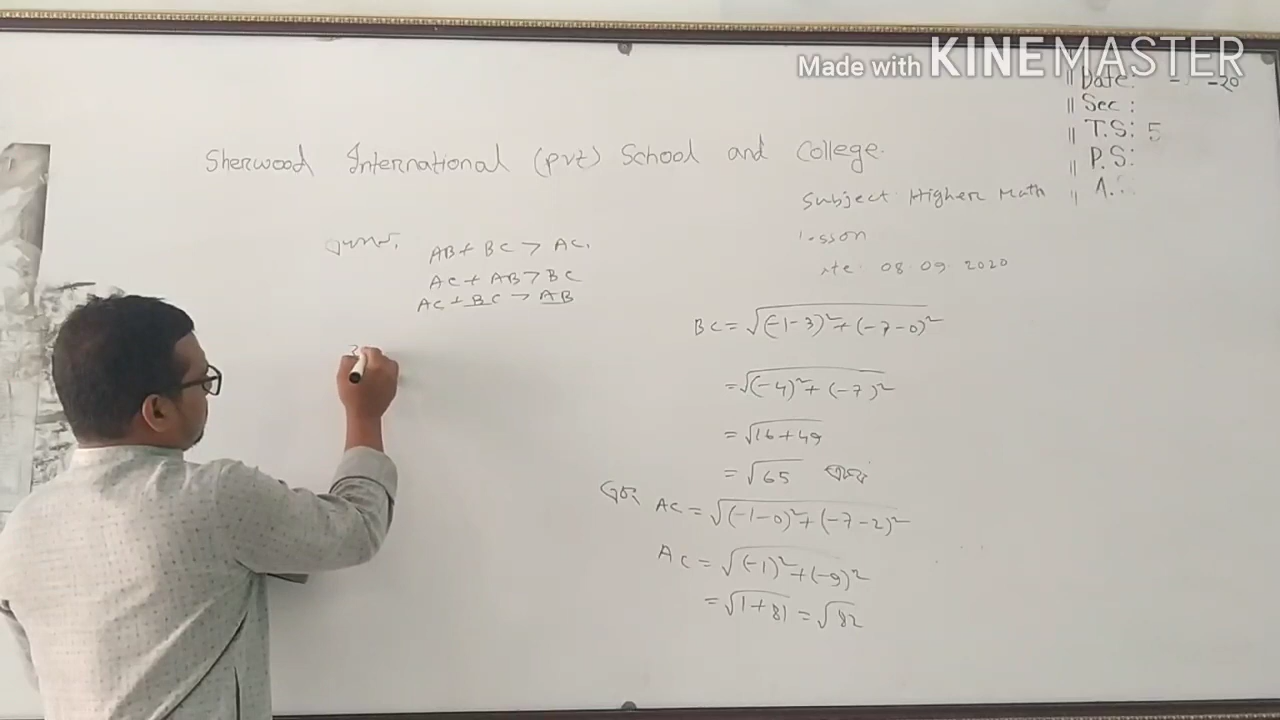 Made with KINEMASTER
Date: - -20
Sec :
T.S: 5
P.S:
Sherwood International (pvt) School and College.
Subject: Higher Math
Lesson
Date: 08.09.2020
AB + BC > AC,
AC + AB > BC
AC + BC > AB
BC = √(-1-3)² + (-7-0)²
= √(-4)² + (-7)²
= √16+49
= √65 একক
এবং AC = √(-1-0)² + (-7-2)²
AC = √(-1)² + (-9)²
= √1+81 = √82